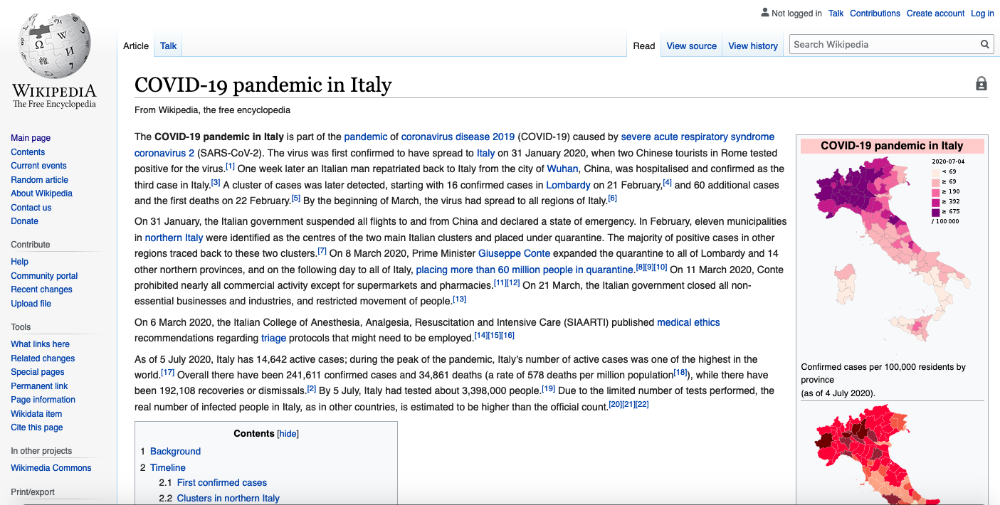 Not logged in Talk Contributions Create account Log in
Article Talk Read View source View history Search Wikipedia
WIKIPEDIA
The Free Encyclopedia
Main page
Contents
Current events
Random article
About Wikipedia
Contact us
Donate
Contribute
Help
Community portal
Recent changes
Upload file
Tools
What links here
Related changes
Special pages
Permanent link
Page information
Wikidata item
Cite this page
In other projects
Wikimedia Commons
Print/export
COVID-19 pandemic in Italy
From Wikipedia, the free encyclopedia
The COVID-19 pandemic in Italy is part of the pandemic of coronavirus disease 2019 (COVID-19) caused by severe acute respiratory syndrome
coronavirus 2 (SARS-CoV-2). The virus was first confirmed to have spread to Italy on 31 January 2020, when two Chinese tourists in Rome tested
positive for the virus.[1] One week later an Italian man repatriated back to Italy from the city of Wuhan, China, was hospitalised and confirmed as the
third case in Italy.[3] A cluster of cases was later detected, starting with 16 confirmed cases in Lombardy on 21 February,[4] and 60 additional cases
and the first deaths on 22 February.[5] By the beginning of March, the virus had spread to all regions of Italy.[6]
On 31 January, the Italian government suspended all flights to and from China and declared a state of emergency. In February, eleven municipalities
in northern Italy were identified as the centres of the two main Italian clusters and placed under quarantine. The majority of positive cases in other
regions traced back to these two clusters.[7] On 8 March 2020, Prime Minister Giuseppe Conte expanded the quarantine to all of Lombardy and 14
other northern provinces, and on the following day to all of Italy, placing more than 60 million people in quarantine.[8][9][10] On 11 March 2020, Conte
prohibited nearly all commercial activity except for supermarkets and pharmacies.[11][12] On 21 March, the Italian government closed all non-
essential businesses and industries, and restricted movement of people.[13]
On 6 March 2020, the Italian College of Anesthesia, Analgesia, Resuscitation and Intensive Care (SIAARTI) published medical ethics
recommendations regarding triage protocols that might need to be employed.[14][15][16]
As of 5 July 2020, Italy has 14,642 active cases; during the peak of the pandemic, Italy's number of active cases was one of the highest in the
world.[17] Overall there have been 241,611 confirmed cases and 34,861 deaths (a rate of 578 deaths per million population[18]), while there have
been 192,108 recoveries or dismissals.[2] By 5 July, Italy had tested about 3,398,000 people.[19] Due to the limited number of tests performed, the
real number of infected people in Italy, as in other countries, is estimated to be higher than the official count.[20][21][22]
Contents [hide]
1 Background
2 Timeline
2.1 First confirmed cases
2.2 Clusters in northern Italy
COVID-19 pandemic in Italy
2020-07-04
< 69
≥ 69
≥ 190
≥ 392
≥ 675
/ 100 000
Confirmed cases per 100,000 residents by
province
(as of 4 July 2020).